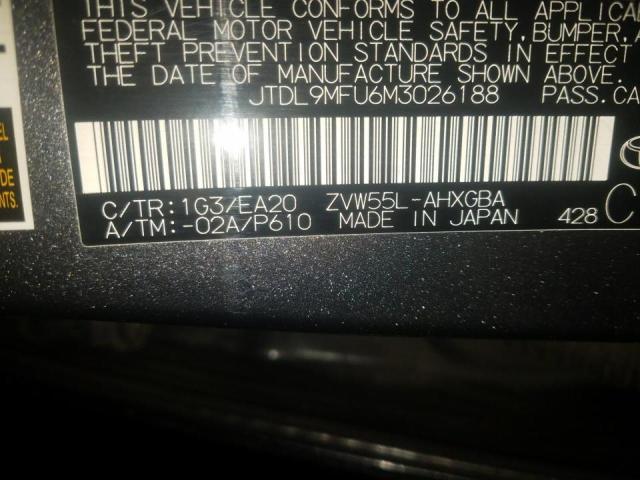 THIS VEHICLE CONFORMS TO ALL
FEDERAL MOTOR VEHICLE SAFETY, BUMPER,
THEFT PREVENTION STANDARDS IN EFFECT
THE DATE OF MANUFACTURE SHOWN ABOVE.
JTDL9MFU6M3026188 PASS.CA
C/TR:1G3/EA20 ZVW55L-AHXGBA
A/TM:-02A/P610 MADE IN JAPAN 428 C